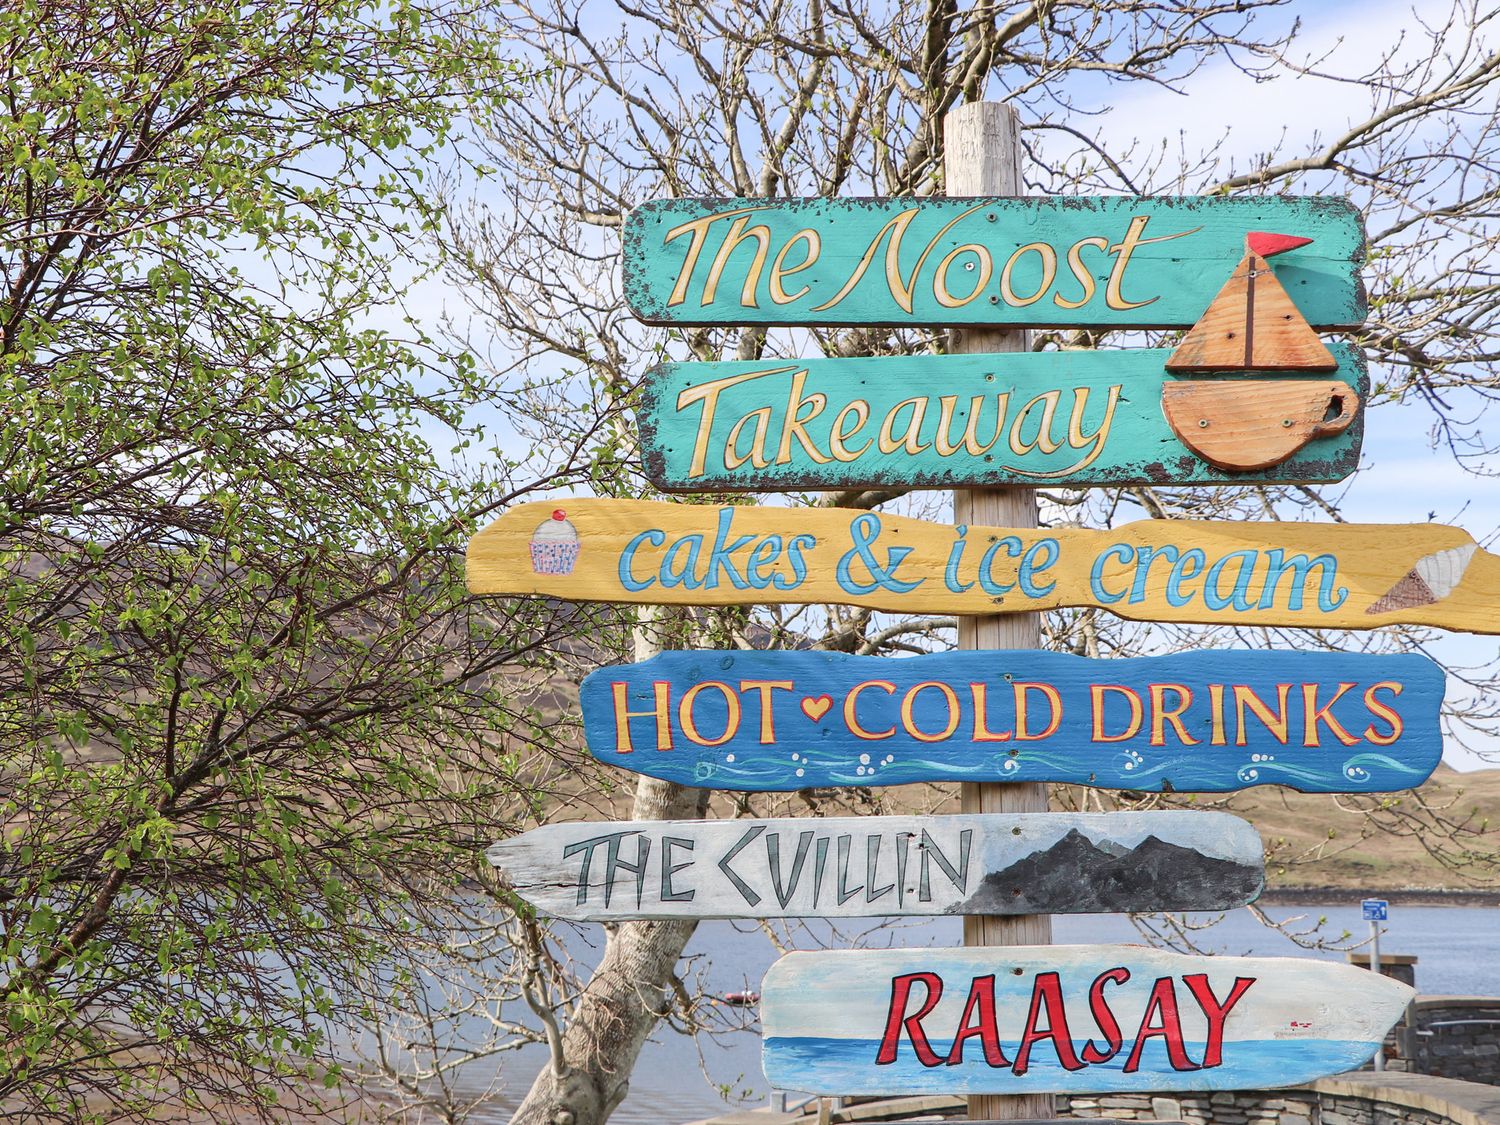 The Noost
Takeaway
cakes & ice cream
HOT ♥ COLD DRINKS
THE CUILLIN
RAASAY